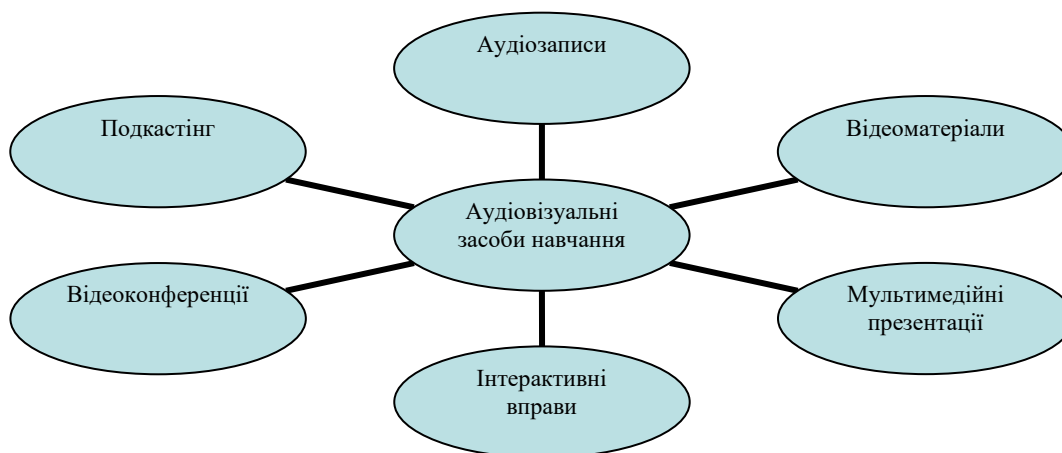 Аудіозаписи
Подкастінг
Відеоматеріали
Аудіовізуальні
засоби навчання
Відеоконференції
Мультимедійні
презентації
Інтерактивні
вправи